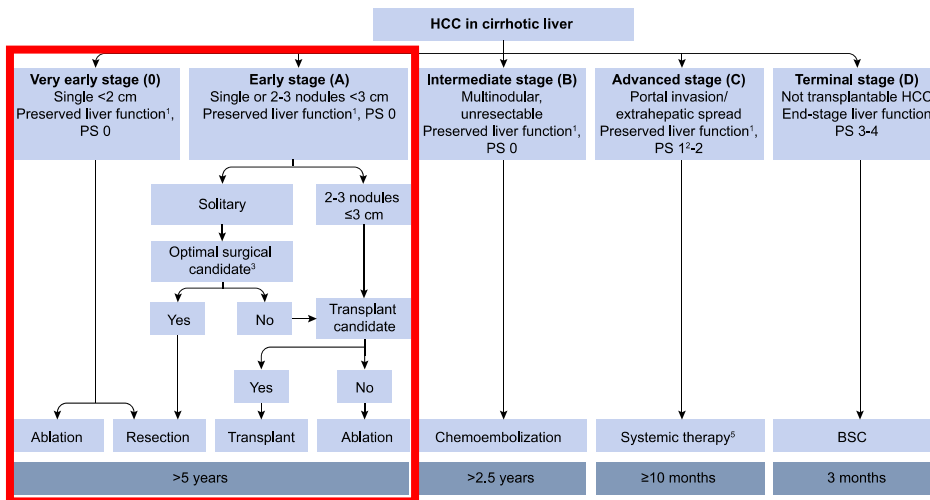 HCC in cirrhotic liver
Very early stage (0)
Single <2 cm
Preserved liver function¹,
PS 0
Early stage (A)
Single or 2-3 nodules <3 cm
Preserved liver function¹, PS 0
Intermediate stage (B)
Multinodular,
unresectable
Preserved liver function¹,
PS 0
Advanced stage (C)
Portal invasion/
extrahepatic spread
Preserved liver function¹,
PS 1²-2
Terminal stage (D)
Not transplantable HCC
End-stage liver function
PS 3-4
Solitary
2-3 nodules
≤3 cm
Optimal surgical
candidate³
Yes
No
Transplant
candidate
Yes
No
Ablation
Resection
Transplant
Ablation
Chemoembolization
Systemic therapy⁵
BSC
>5 years
>2.5 years
≥10 months
3 months